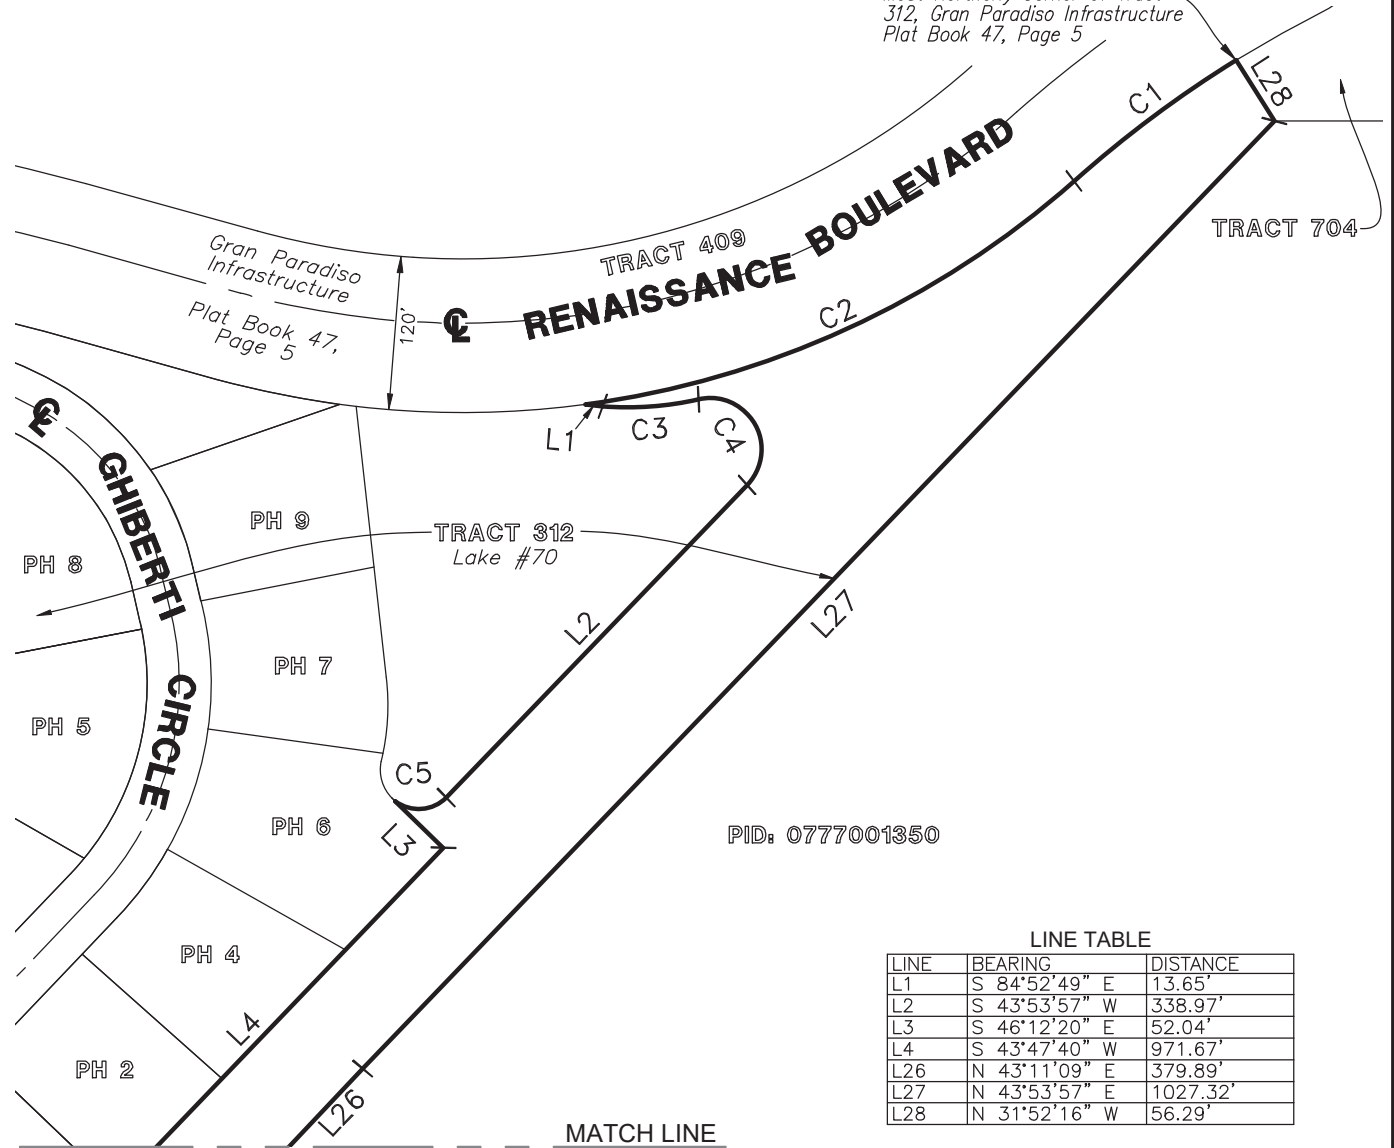 312, Gran Paradiso Infrastructure
Plat Book 47, Page 5
L28
C1
TRACT 704
BOULEVARD
TRACT 409
RENAISSANCE
C2
Gran Paradiso
Infrastructure
Plat Book 47,
Page 5
120'
℄
L1
C3
C4
℄
GHIBERTI
CIRCLE
PH 9
TRACT 312
Lake #70
PH 8
L2
L27
PH 7
PH 5
C5
PH 6
L3
PID: 0777001350
PH 4
L4
PH 2
L26
MATCH LINE
LINE TABLE
LINE BEARING DISTANCE
L1 S 84°52'49" E 13.65'
L2 S 43°53'57" W 338.97'
L3 S 46°12'20" E 52.04'
L4 S 43°47'40" W 971.67'
L26 N 43°11'09" E 379.89'
L27 N 43°53'57" E 1027.32'
L28 N 31°52'16" W 56.29'